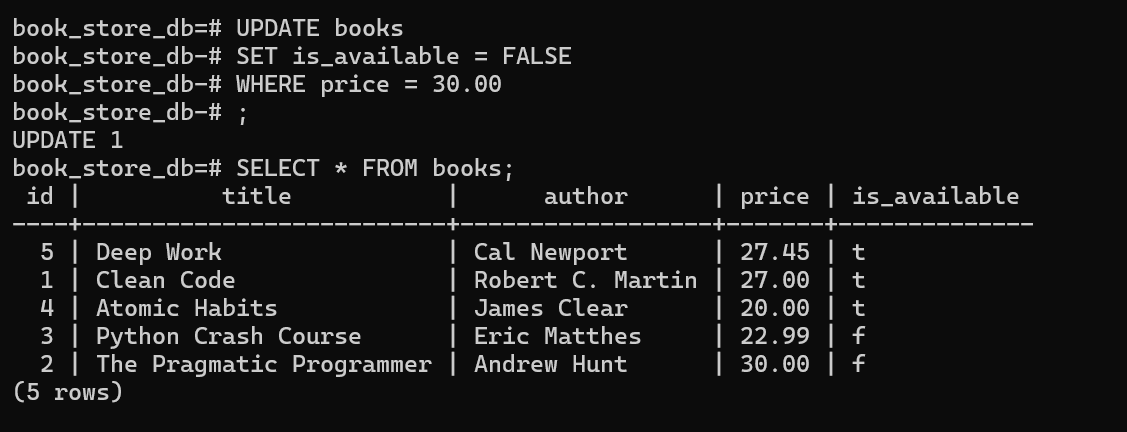 book_store_db=# UPDATE books
book_store_db-# SET is_available = FALSE
book_store_db-# WHERE price = 30.00
book_store_db-# ;
UPDATE 1
book_store_db=# SELECT * FROM books;
 id |          title           |      author       | price | is_available
----+--------------------------+-------------------+-------+--------------
  5 | Deep Work                | Cal Newport       | 27.45 | t
  1 | Clean Code               | Robert C. Martin | 27.00 | t
  4 | Atomic Habits            | James Clear       | 20.00 | t
  3 | Python Crash Course      | Eric Matthes      | 22.99 | f
  2 | The Pragmatic Programmer | Andrew Hunt       | 30.00 | f
(5 rows)